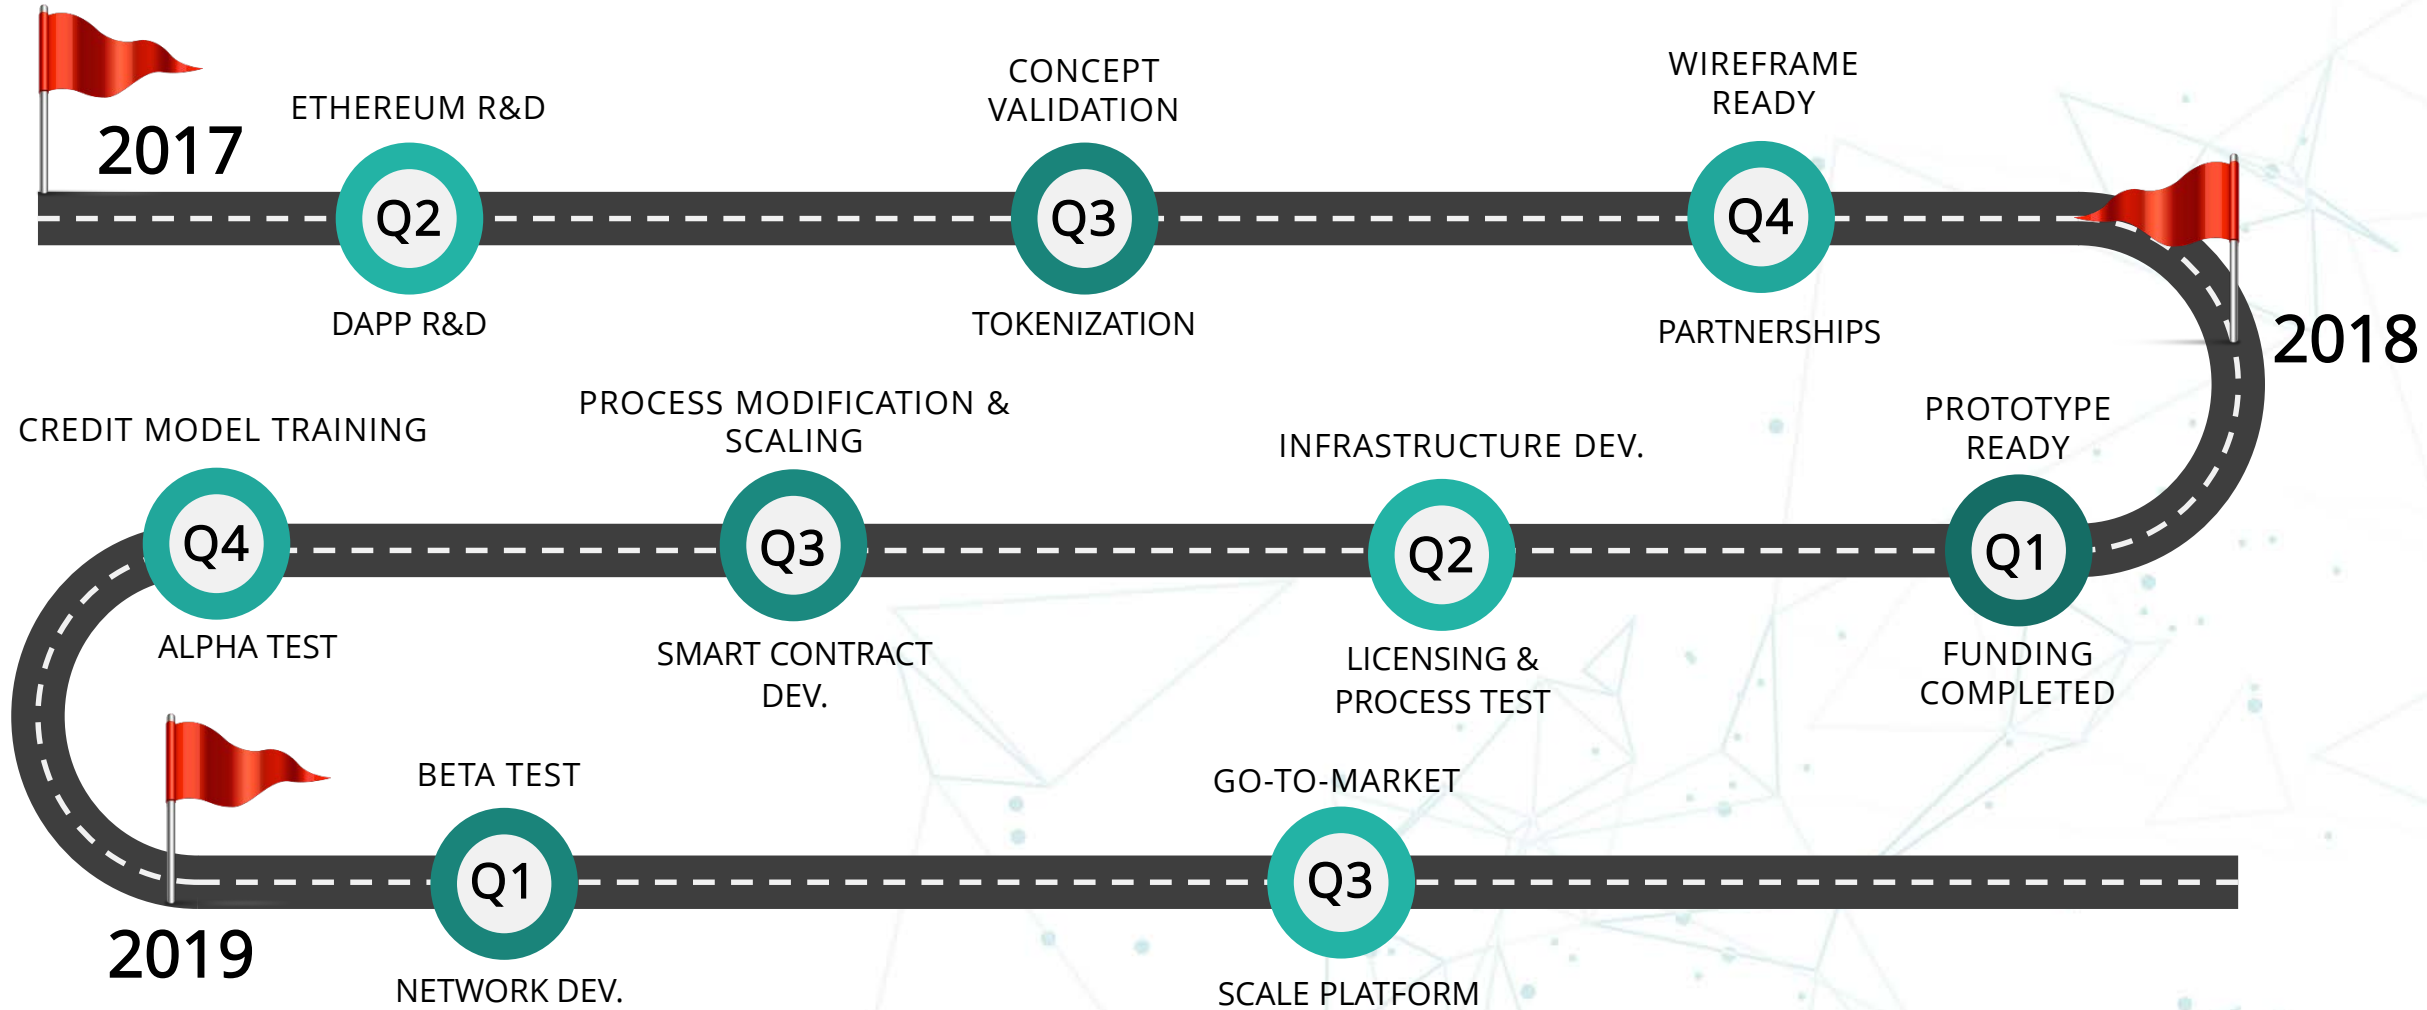 2017
ETHEREUM R&D
Q2
DAPP R&D
CONCEPT
VALIDATION
Q3
TOKENIZATION
WIREFRAME
READY
Q4
PARTNERSHIPS
2018
PROTOTYPE
READY
Q1
FUNDING
COMPLETED
INFRASTRUCTURE DEV.
Q2
LICENSING &
PROCESS TEST
PROCESS MODIFICATION &
SCALING
Q3
SMART CONTRACT
DEV.
CREDIT MODEL TRAINING
Q4
ALPHA TEST
2019
BETA TEST
Q1
NETWORK DEV.
GO-TO-MARKET
Q3
SCALE PLATFORM